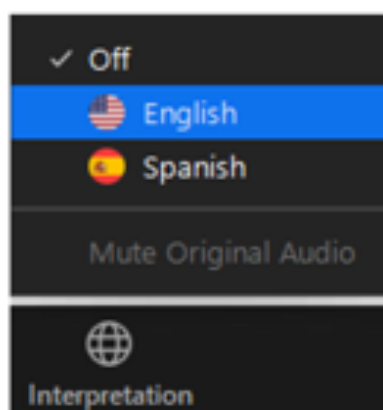 Off
English
Spanish
Mute Original Audio
Interpretation